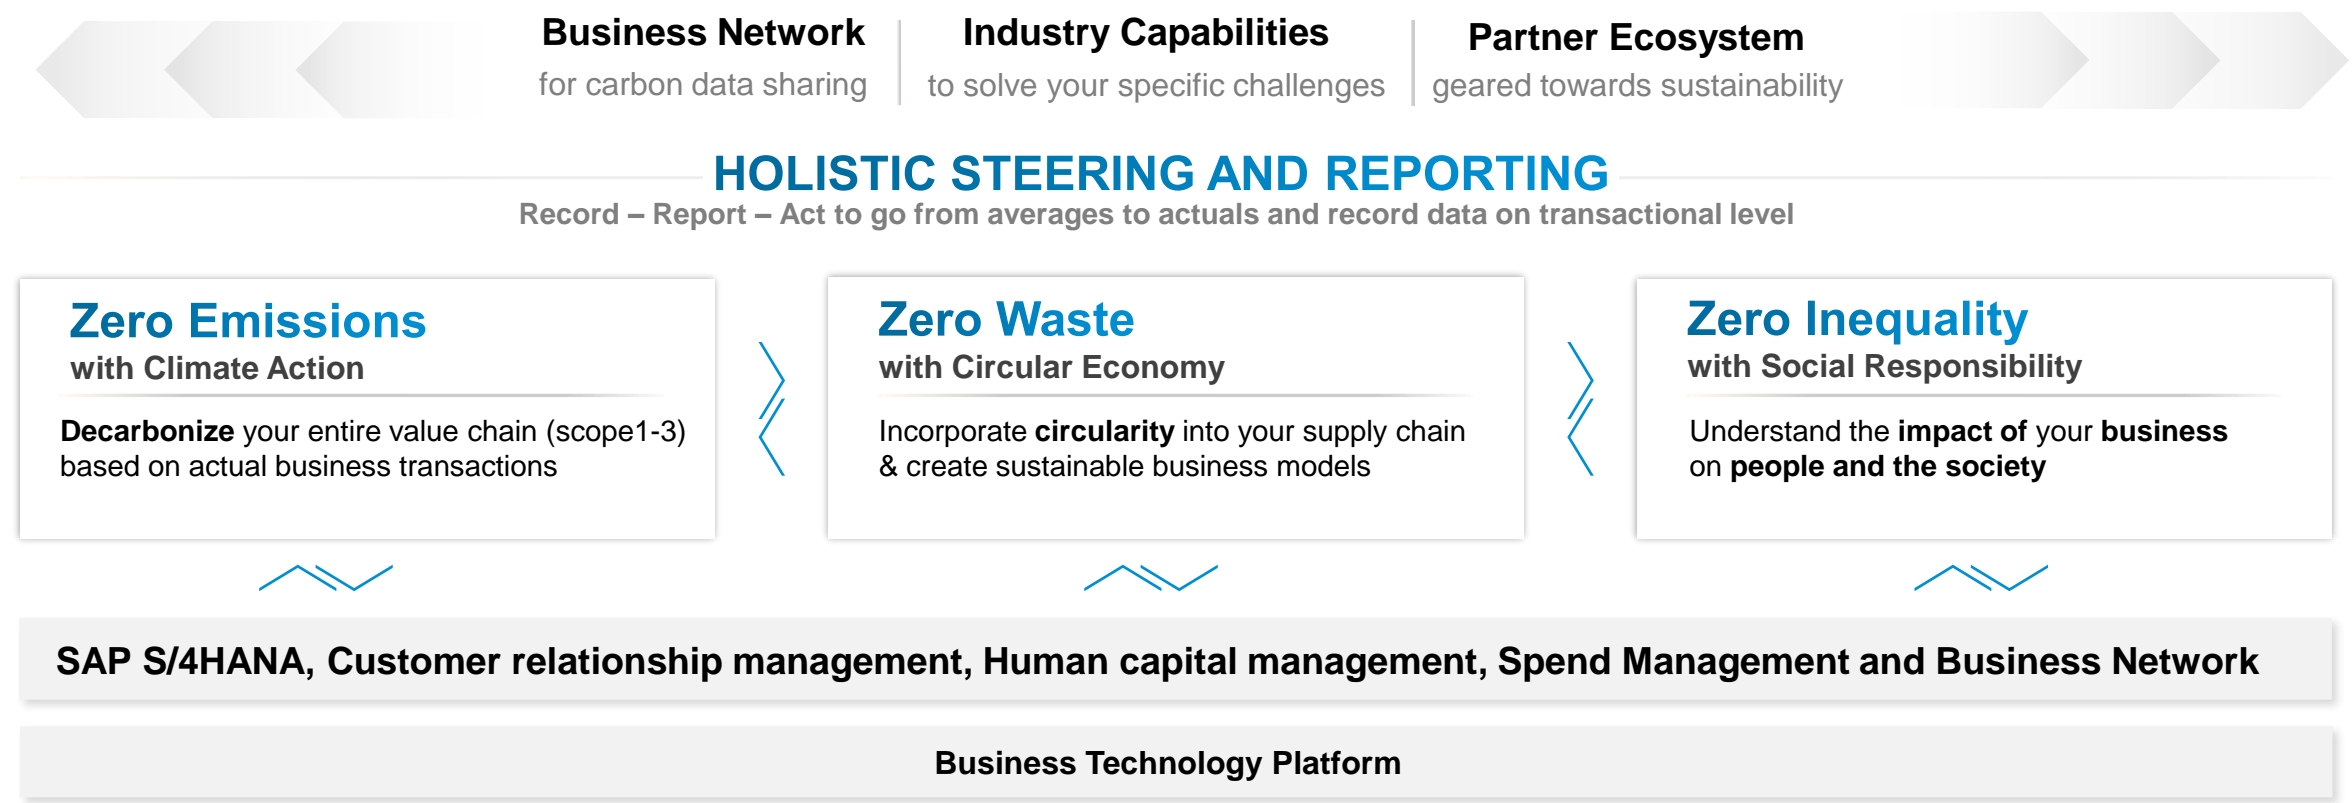 Business Network
for carbon data sharing
Industry Capabilities
to solve your specific challenges
Partner Ecosystem
geared towards sustainability
HOLISTIC STEERING AND REPORTING
Record – Report – Act to go from averages to actuals and record data on transactional level
Zero Emissions
with Climate Action
Decarbonize your entire value chain (scope1-3)
based on actual business transactions
Zero Waste
with Circular Economy
Incorporate circularity into your supply chain
& create sustainable business models
Zero Inequality
with Social Responsibility
Understand the impact of your business
on people and the society
SAP S/4HANA, Customer relationship management, Human capital management, Spend Management and Business Network
Business Technology Platform